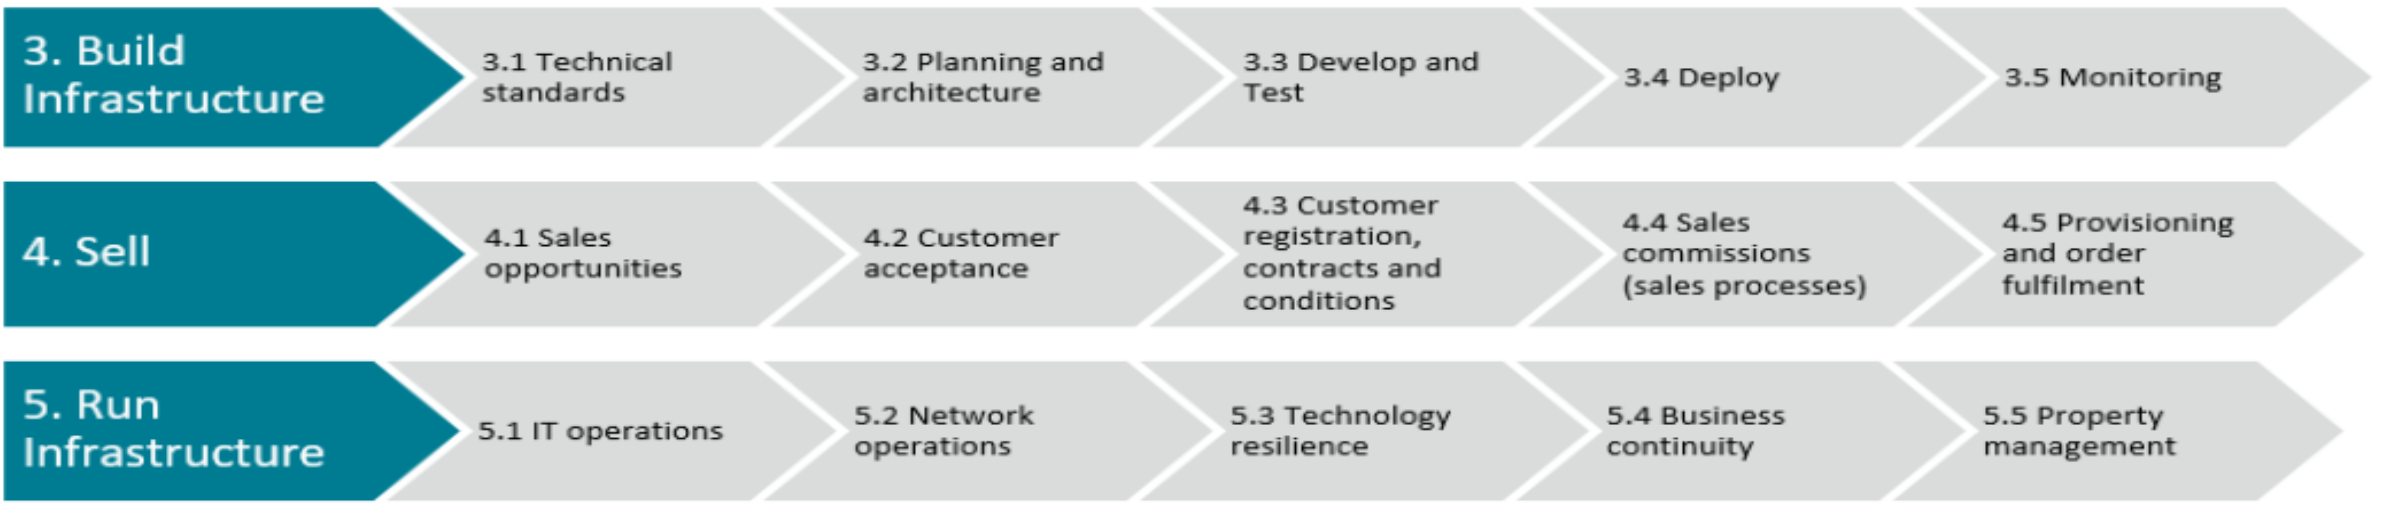 3. Build
Infrastructure
3.1 Technical
standards
3.2 Planning and
architecture
3.3 Develop and
Test
3.4 Deploy
3.5 Monitoring
4. Sell
4.1 Sales
opportunities
4.2 Customer
acceptance
4.3 Customer
registration,
contracts and
conditions
4.4 Sales
commissions
(sales processes)
4.5 Provisioning
and order
fulfilment
5. Run
Infrastructure
5.1 IT operations
5.2 Network
operations
5.3 Technology
resilience
5.4 Business
continuity
5.5 Property
management